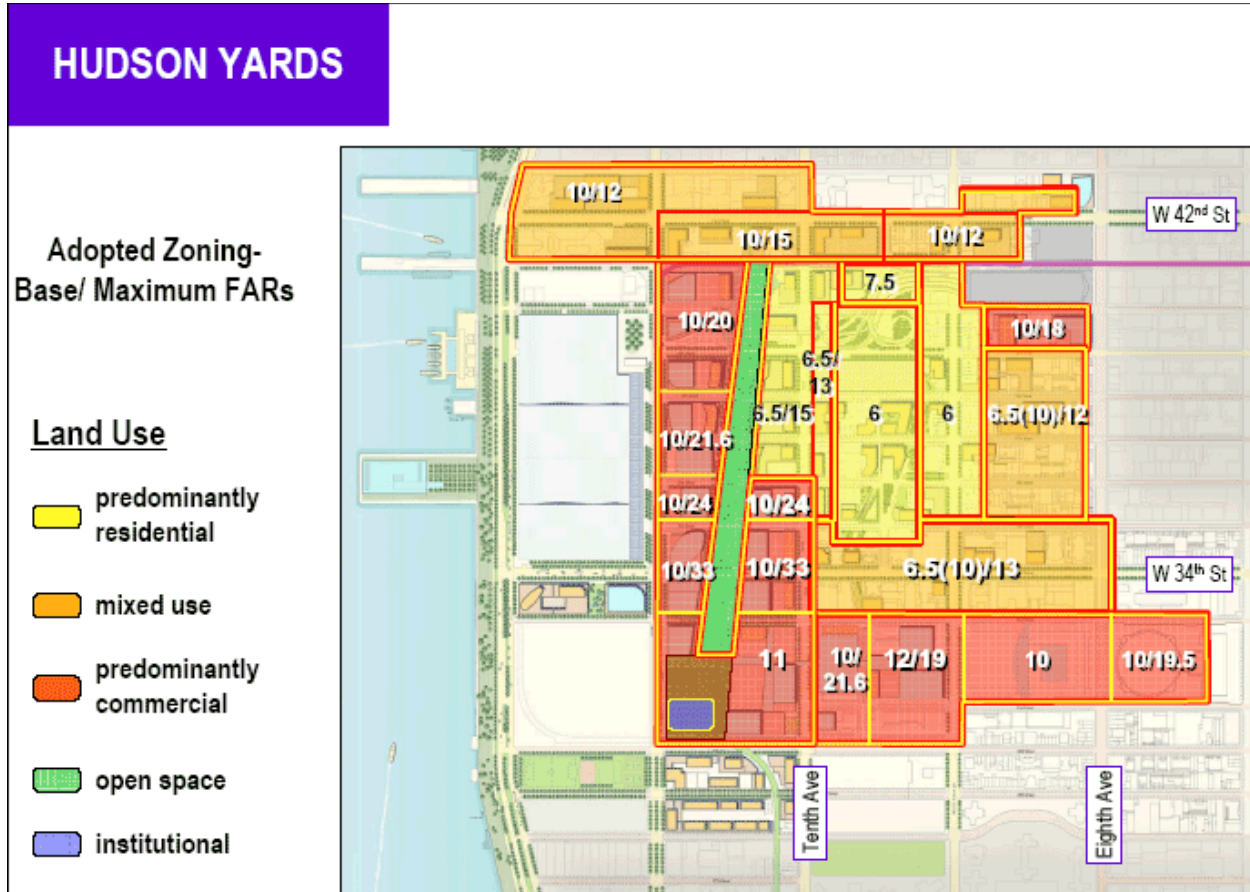 HUDSON YARDS
Adopted Zoning-
Base/ Maximum FARs
Land Use
predominantly
residential
mixed use
predominantly
commercial
open space
institutional
10/12
W 42nd St
10/15
10/12
7.5
10/20
10/18
6.5/
13
6.5/15
6
6
6.5(10)/12
10/21.6
10/24
10/24
10/33
10/33
6.5(10)/13
W 34th St
11
10/
21.6
12/19
10
10/19.5
Tenth Ave
Eighth Ave